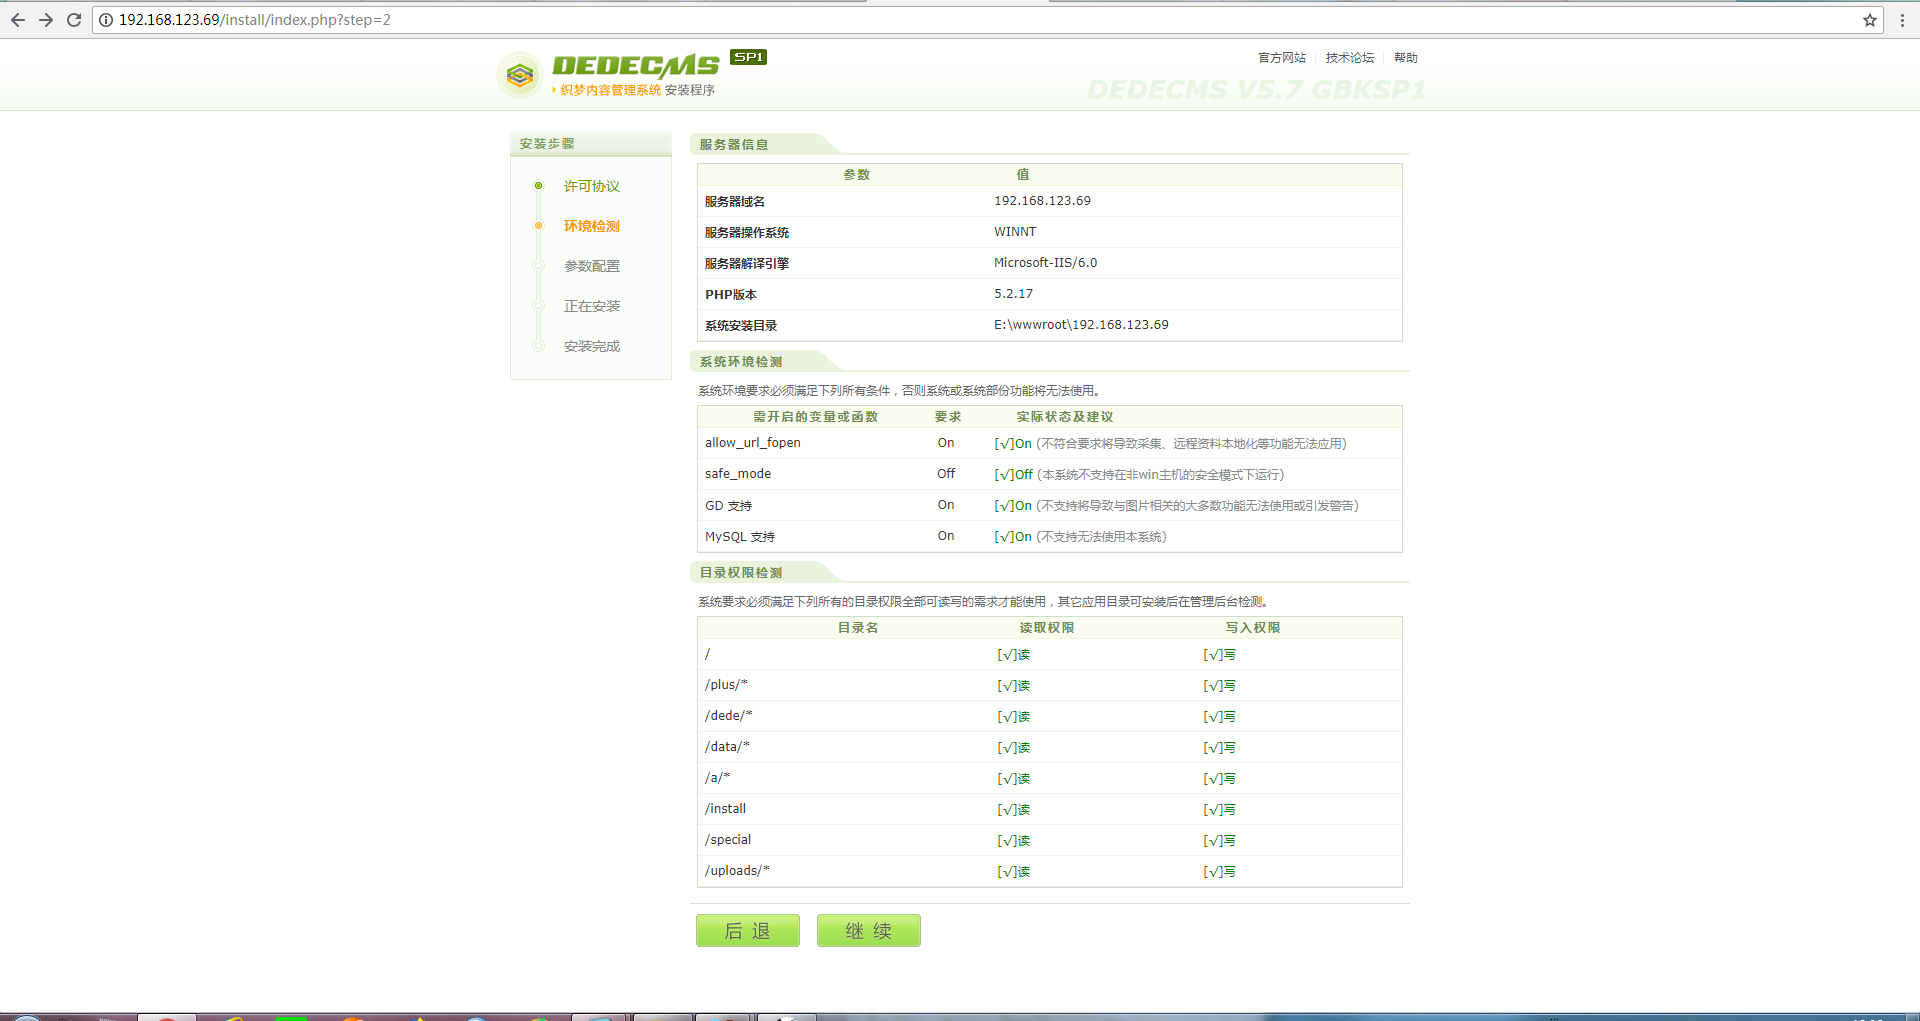 192.168.123.69/install/index.php?step=2
DEDECMS SP1
织梦内容管理系统 安装程序
官方网站 技术论坛 帮助
DEDECMS V5.7 GBKSP1
安装步骤
许可协议
环境检测
参数配置
正在安装
安装完成
服务器信息
参数 值
服务器域名 192.168.123.69
服务器操作系统 WINNT
服务器解译引擎 Microsoft-IIS/6.0
PHP版本 5.2.17
系统安装目录 E:\wwwroot\192.168.123.69
系统环境检测
系统环境要求必须满足下列所有条件，否则系统或系统部份功能将无法使用。
需开启的变量或函数 要求 实际状态及建议
allow_url_fopen On [√]On (不符合要求将导致采集、远程资料本地化等功能无法应用)
safe_mode Off [√]Off (本系统不支持在非win主机的安全模式下运行)
GD 支持 On [√]On (不支持将导致与图片相关的大多数功能无法使用或引发警告)
MySQL 支持 On [√]On (不支持无法使用本系统)
目录权限检测
系统要求必须满足下列所有的目录权限全部可读写的需求才能使用，其它应用目录可安装后在管理后台检测。
目录名 读取权限 写入权限
/ [√]读 [√]写
/plus/* [√]读 [√]写
/dede/* [√]读 [√]写
/data/* [√]读 [√]写
/a/* [√]读 [√]写
/install [√]读 [√]写
/special [√]读 [√]写
/uploads/* [√]读 [√]写
后退 继续